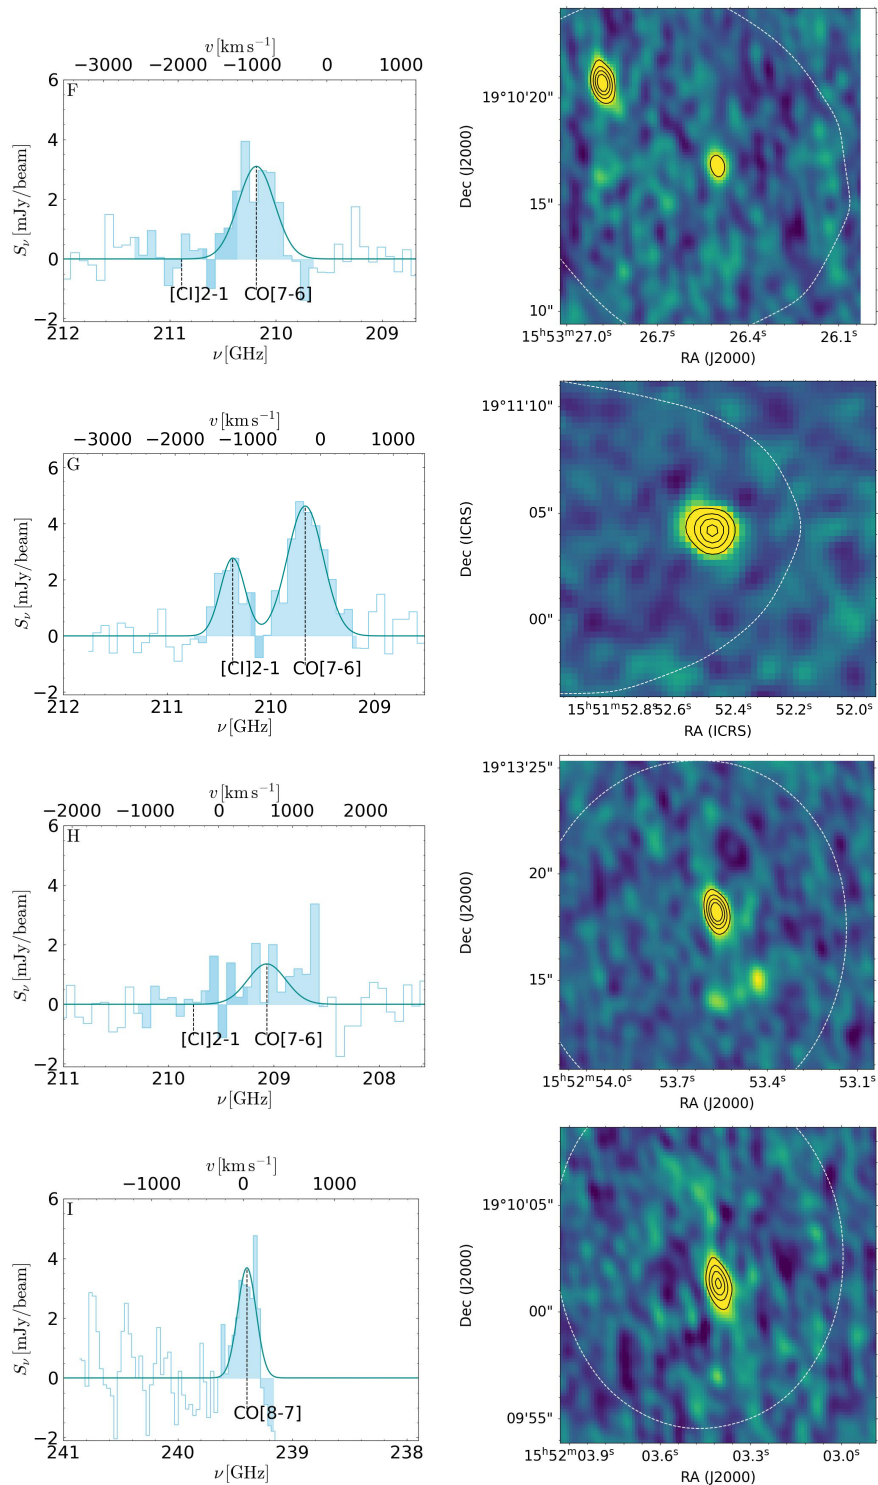 v [km s⁻¹]
−3000 −2000 −1000 0 1000
F
6
4
2
0
−2
Sν [mJy/beam]
[CI]2-1 CO[7-6]
212 211 210 209
ν [GHz]
19°10'20"
15"
10"
Dec (J2000)
15ʰ53ᵐ27.0ˢ 26.7ˢ 26.4ˢ 26.1ˢ
RA (J2000)
v [km s⁻¹]
−3000 −2000 −1000 0 1000
G
6
4
2
0
−2
Sν [mJy/beam]
[CI]2-1 CO[7-6]
212 211 210 209
ν [GHz]
19°11'10"
05"
00"
Dec (ICRS)
15ʰ51ᵐ52.8ˢ 52.6ˢ 52.4ˢ 52.2ˢ 52.0ˢ
RA (ICRS)
v [km s⁻¹]
−2000 −1000 0 1000 2000
H
6
4
2
0
−2
Sν [mJy/beam]
[CI]2-1 CO[7-6]
211 210 209 208
ν [GHz]
19°13'25"
20"
15"
Dec (J2000)
15ʰ52ᵐ54.0ˢ 53.7ˢ 53.4ˢ 53.1ˢ
RA (J2000)
v [km s⁻¹]
−1000 0 1000
I
6
4
2
0
−2
Sν [mJy/beam]
CO[8-7]
241 240 239 238
ν [GHz]
19°10'05"
00"
09'55"
Dec (J2000)
15ʰ52ᵐ03.9ˢ 03.6ˢ 03.3ˢ 03.0ˢ
RA (J2000)